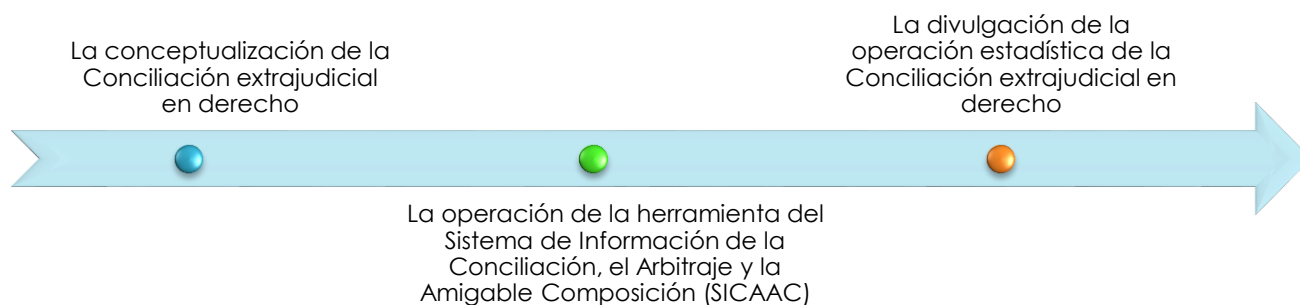 La conceptualización de la
Conciliación extrajudicial
en derecho
La operación de la herramienta del
Sistema de Información de la
Conciliación, el Arbitraje y la
Amigable Composición (SICAAC)
La divulgación de la
operación estadística de la
Conciliación extrajudicial en
derecho